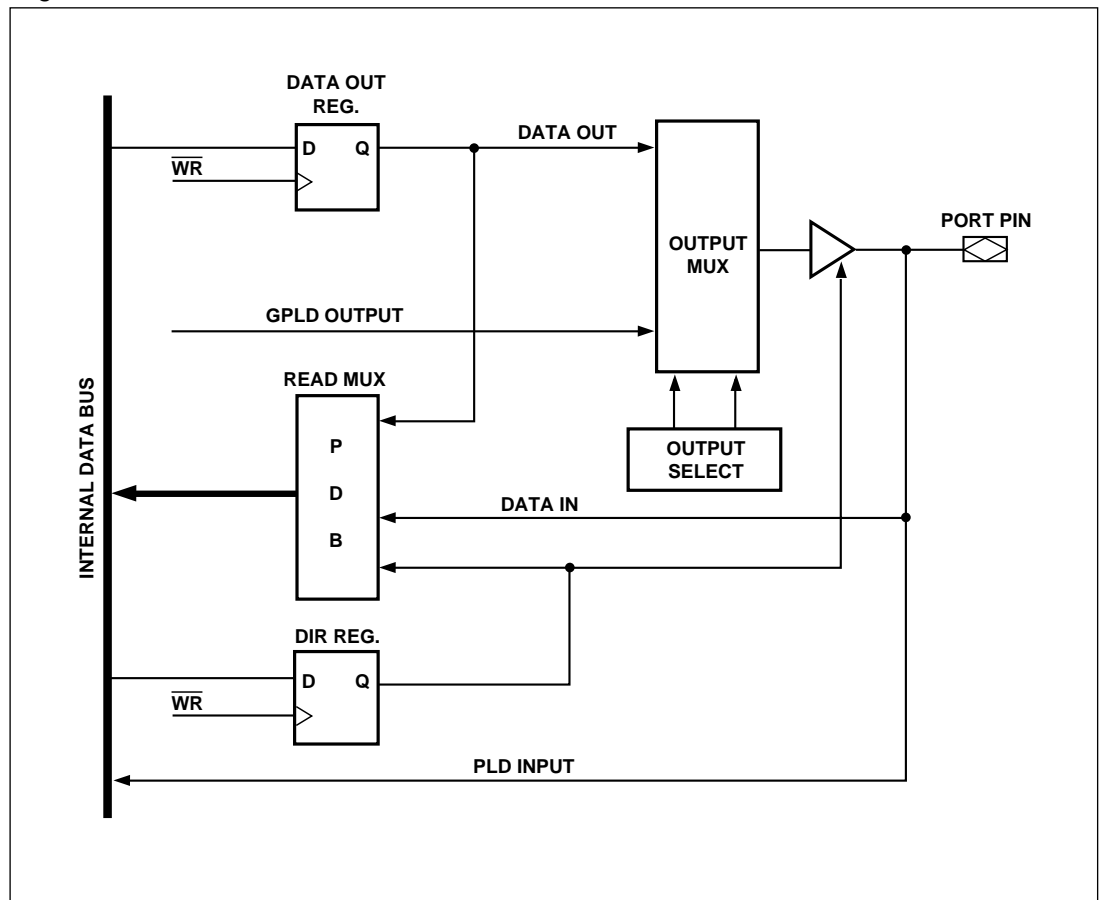 DATA OUT
REG.
D Q
WR
DATA OUT
OUTPUT
MUX
PORT PIN
GPLD OUTPUT
READ MUX
P
D
B
OUTPUT
SELECT
DATA IN
INTERNAL DATA BUS
DIR REG.
D Q
WR
PLD INPUT